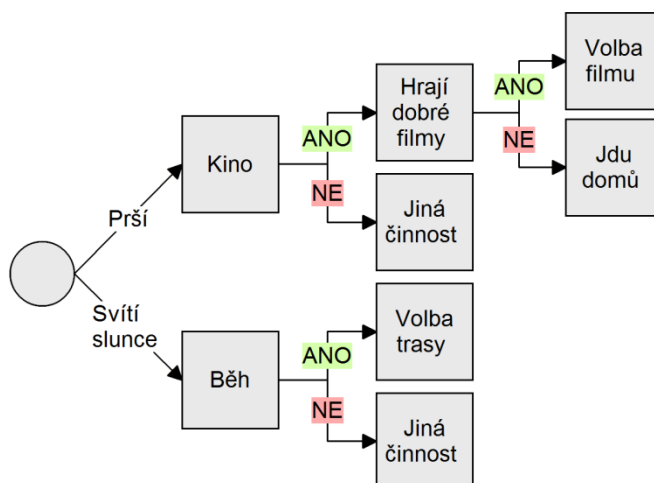 Volba
filmu
ANO
Hrají
dobré
filmy
NE
Jdu
domů
ANO
Kino
NE
Jiná
činnost
Prší
Svítí
slunce
Volba
trasy
ANO
Běh
NE
Jiná
činnost